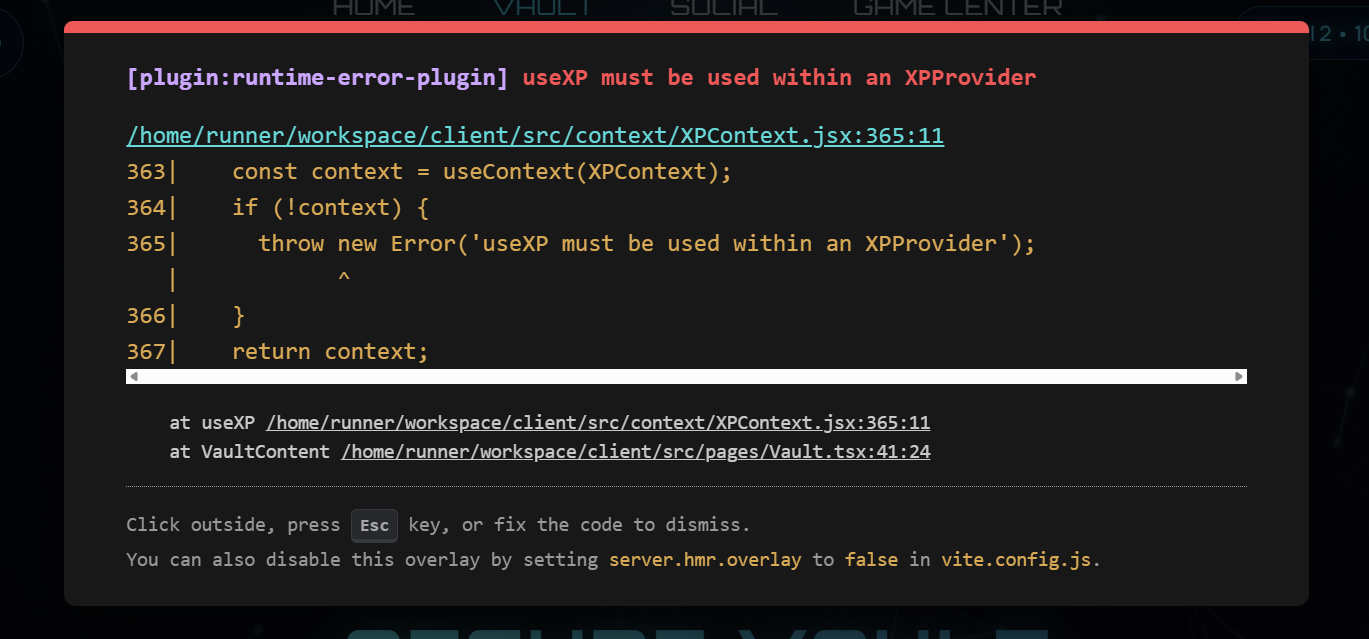 HOME VAULT SOCIAL GAME CENTER
12 • 10
[plugin:runtime-error-plugin] useXP must be used within an XPProvider
/home/runner/workspace/client/src/context/XPContext.jsx:365:11
363|    const context = useContext(XPContext);
364|    if (!context) {
365|      throw new Error('useXP must be used within an XPProvider');
   |            ^
366|    }
367|    return context;
at useXP /home/runner/workspace/client/src/context/XPContext.jsx:365:11
at VaultContent /home/runner/workspace/client/src/pages/Vault.tsx:41:24
Click outside, press Esc key, or fix the code to dismiss.
You can also disable this overlay by setting server.hmr.overlay to false in vite.config.js.
SECURE VAULT